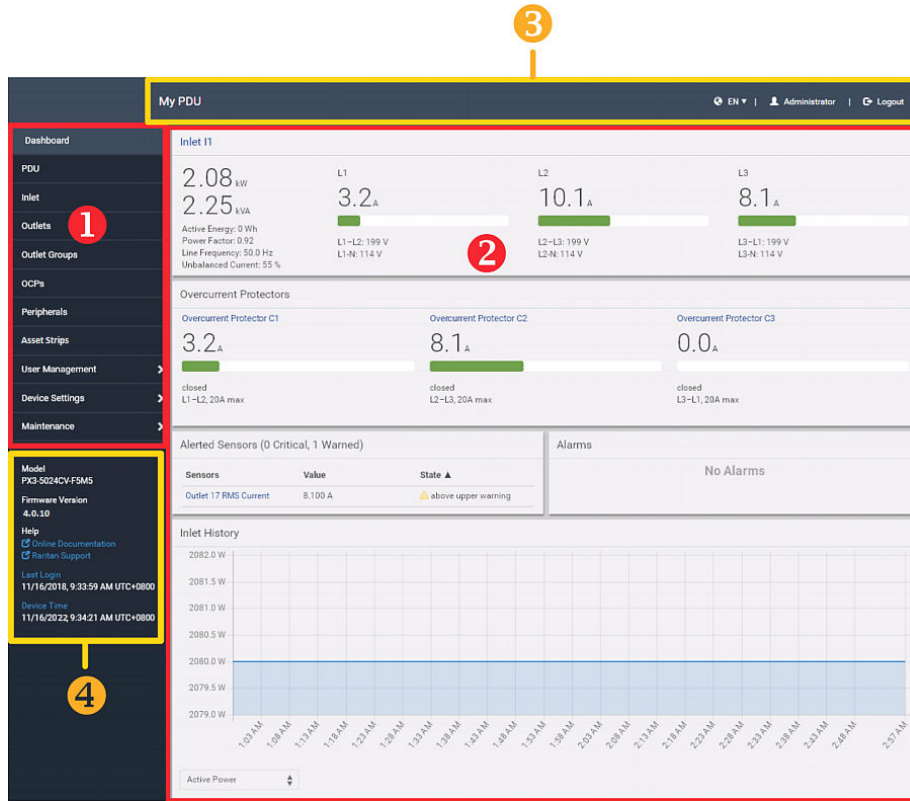 3
My PDU
EN ▾ | Administrator | Logout
1
Dashboard
PDU
Inlet
Outlets
Outlet Groups
OCPs
Peripherals
Asset Strips
User Management
Device Settings
Maintenance
2
Inlet I1
2.08 kW
2.25 kVA
Active Energy: 0 Wh
Power Factor: 0.92
Line Frequency: 50.0 Hz
Unbalanced Current: 55 %
L1
3.2 A
L1-L2: 199 V
L1-N: 114 V
L2
10.1 A
L2-L3: 199 V
L2-N: 114 V
L3
8.1 A
L3-L1: 199 V
L3-N: 114 V
Overcurrent Protectors
Overcurrent Protector C1
3.2 A
closed
L1-L2, 20A max
Overcurrent Protector C2
8.1 A
closed
L2-L3, 20A max
Overcurrent Protector C3
0.0 A
closed
L3-L1, 20A max
Alerted Sensors (0 Critical, 1 Warned)
Sensors Value State ▲
Outlet 17 RMS Current 8.100 A above upper warning
Alarms
No Alarms
Inlet History
2082.0 W
2081.5 W
2081.0 W
2080.5 W
2080.0 W
2079.5 W
2079.0 W
1:03 AM 1:08 AM 1:13 AM 1:18 AM 1:23 AM 1:28 AM 1:33 AM 1:38 AM 1:43 AM 1:48 AM 1:53 AM 1:58 AM 2:03 AM 2:08 AM 2:13 AM 2:18 AM 2:23 AM 2:28 AM 2:33 AM 2:38 AM 2:43 AM 2:48 AM 2:57 AM
Active Power
Model
PX3-5024CV-F5M5
Firmware Version
4.0.10
Help
Online Documentation
Raritan Support
Last Login
11/16/2018, 9:33:59 AM UTC+0800
Device Time
11/16/2022, 9:34:21 AM UTC+0800
4